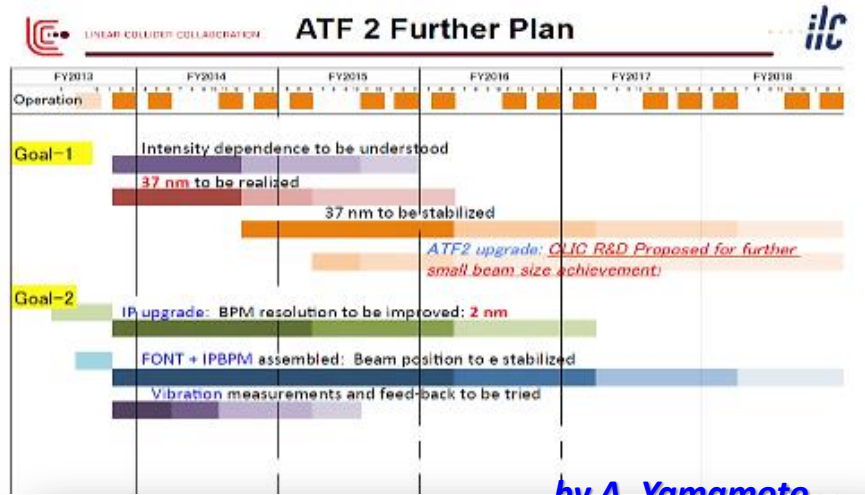 LINEAR COLLIDER COLLABORATION
ATF 2 Further Plan
ilc
FY2013 FY2014 FY2015 FY2016 FY2017 FY2018
Operation
Goal-1
Intensity dependence to be understood
37 nm to be realized
37 nm to be stabilized
ATF2 upgrade: CLIC R&D Proposed for further
small beam size achievement:
Goal-2
IP upgrade: BPM resolution to be improved: 2 nm
FONT + IPBPM assembled: Beam position to e stabilized
Vibration measurements and feed-back to be tried
by A. Yamamoto